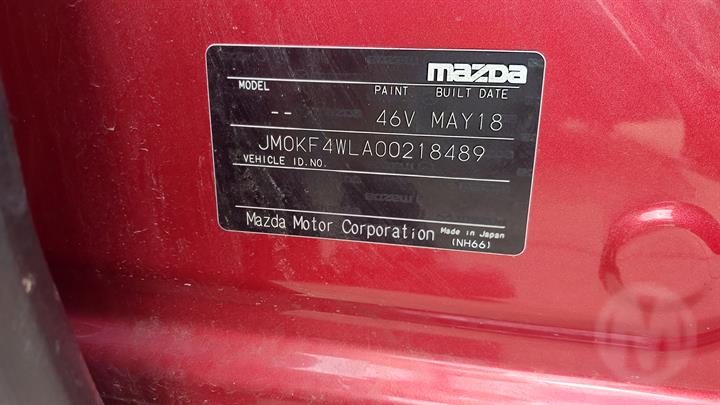 mazda
MODEL PAINT BUILT DATE
-- 46V MAY18
JM0KF4WLA00218489
VEHICLE ID.NO.
Mazda Motor Corporation Made in Japan
(NH66)
M